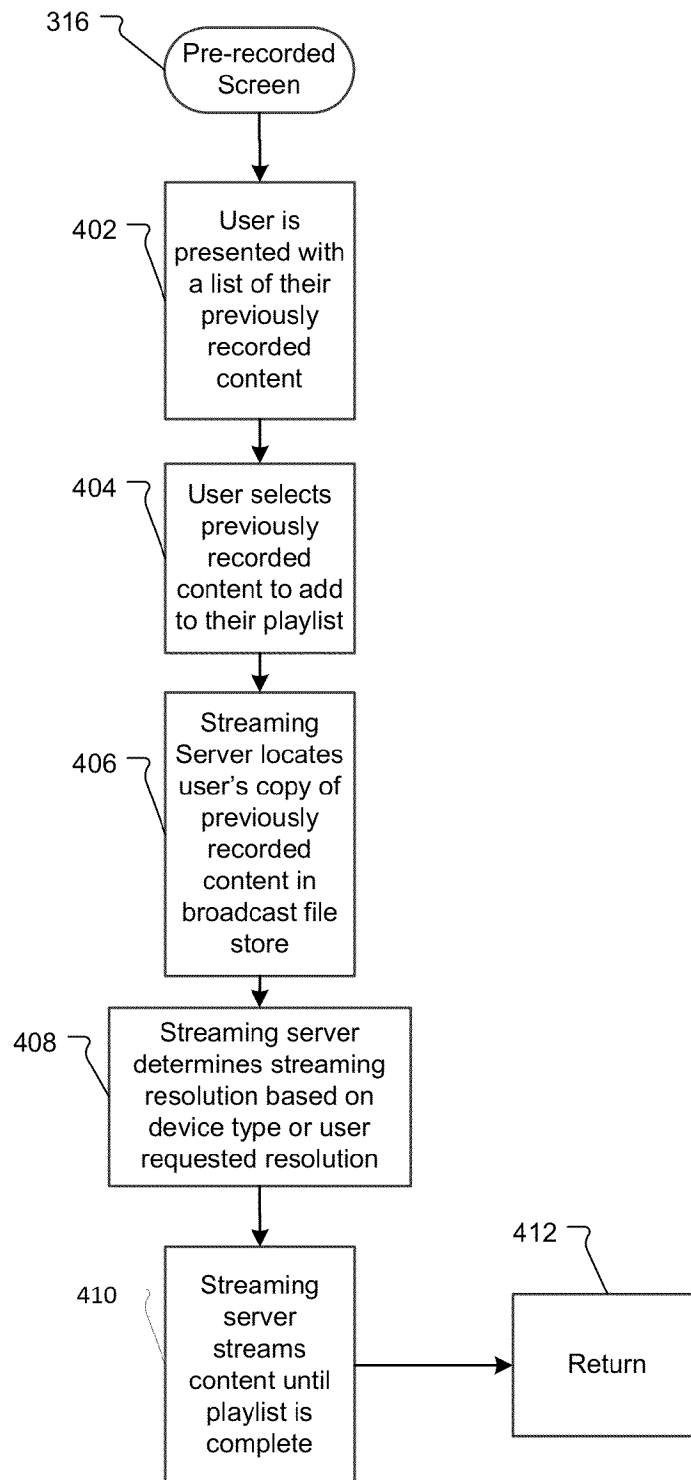 316
Pre-recorded
Screen
402
User is
presented with
a list of their
previously
recorded
content
404
User selects
previously
recorded
content to add
to their playlist
406
Streaming
Server locates
user's copy of
previously
recorded
content in
broadcast file
store
408
Streaming server
determines streaming
resolution based on
device type or user
requested resolution
410
Streaming
server
streams
content until
playlist is
complete
412
Return